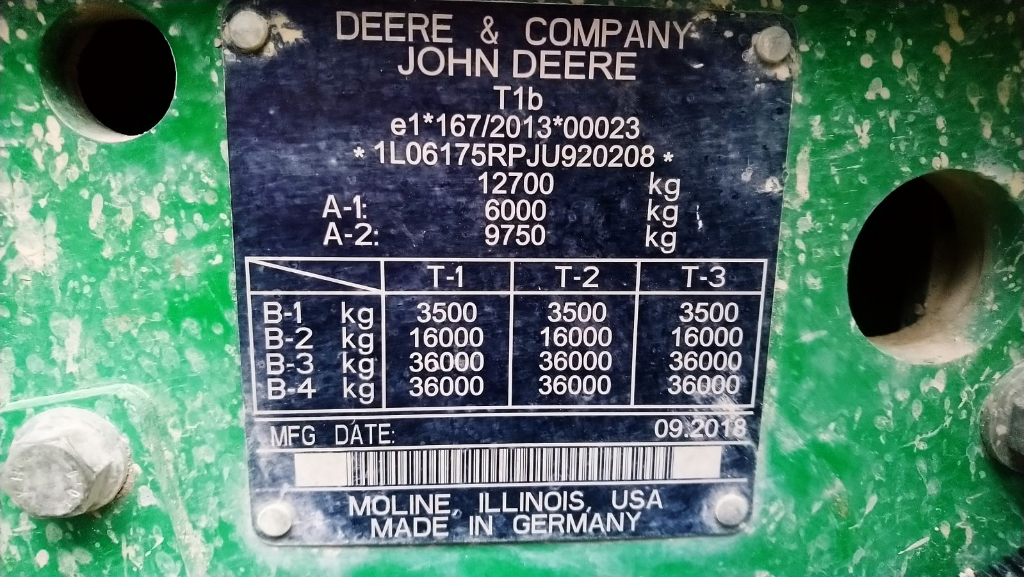 DEERE & COMPANY
JOHN DEERE
T1b
e1*167/2013*00023
* 1L06175RPJU920208 *
12700 kg
A-1: 6000 kg
A-2: 9750 kg
T-1 T-2 T-3
B-1 kg 3500 3500 3500
B-2 kg 16000 16000 16000
B-3 kg 36000 36000 36000
B-4 kg 36000 36000 36000
MFG DATE: 09.2018
MOLINE, ILLINOIS, USA
MADE IN GERMANY